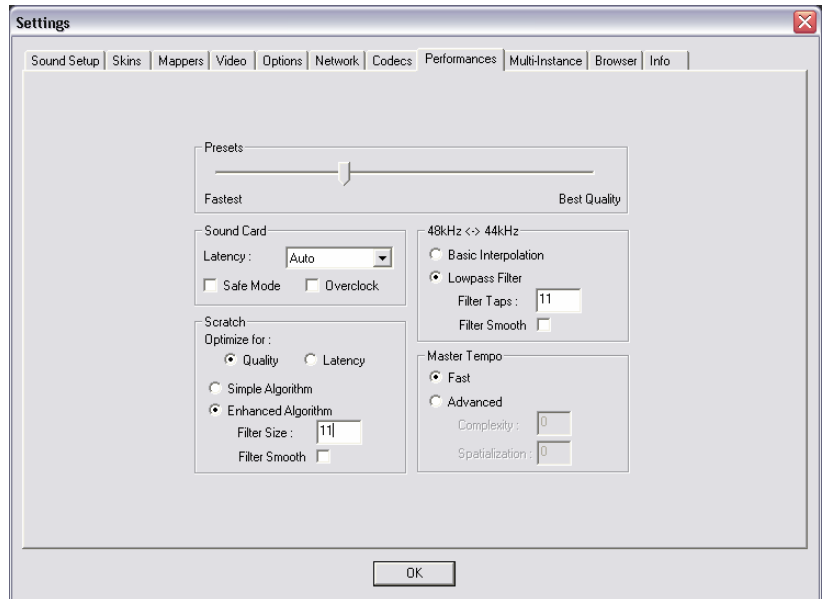 Settings
Sound Setup Skins Mappers Video Options Network Codecs Performances Multi-Instance Browser Info
Presets
Fastest Best Quality
Sound Card
Latency : Auto
Safe Mode Overclock
Scratch
Optimize for :
Quality Latency
Simple Algorithm
Enhanced Algorithm
Filter Size : 11
Filter Smooth
48kHz <-> 44kHz
Basic Interpolation
Lowpass Filter
Filter Taps : 11
Filter Smooth
Master Tempo
Fast
Advanced
Complexity : 0
Spatialization : 0
OK